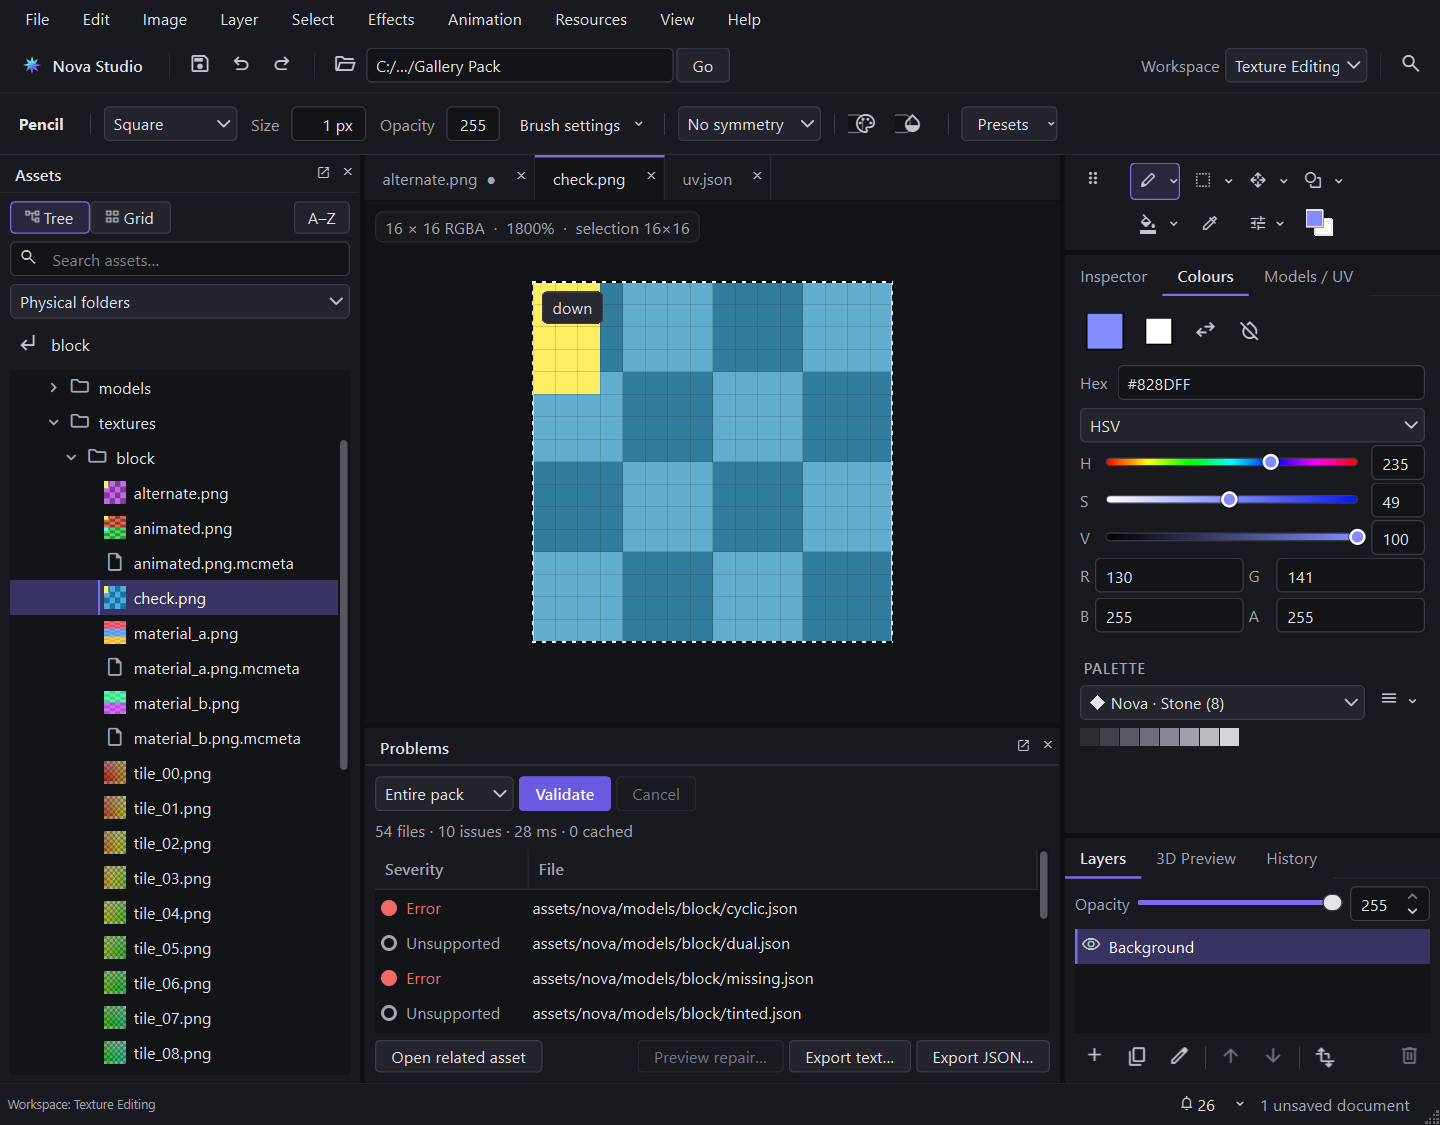 File Edit Image Layer Select Effects Animation Resources View Help
Nova Studio C:/.../Gallery Pack Go Workspace Texture Editing
Pencil Square Size 1 px Opacity 255 Brush settings No symmetry Presets
Assets
Tree Grid A–Z
Search assets...
Physical folders
block
models
textures
block
alternate.png
animated.png
animated.png.mcmeta
check.png
material_a.png
material_a.png.mcmeta
material_b.png
material_b.png.mcmeta
tile_00.png
tile_01.png
tile_02.png
tile_03.png
tile_04.png
tile_05.png
tile_06.png
tile_07.png
tile_08.png
alternate.png ● check.png uv.json
16 × 16 RGBA · 1800% · selection 16×16
down
Problems
Entire pack Validate Cancel
54 files · 10 issues · 28 ms · 0 cached
Severity File
Error assets/nova/models/block/cyclic.json
Unsupported assets/nova/models/block/dual.json
Error assets/nova/models/block/missing.json
Unsupported assets/nova/models/block/tinted.json
Open related asset Preview repair... Export text... Export JSON...
Inspector Colours Models / UV
Hex #828DFF
HSV
H 235
S 49
V 100
R 130 G 141
B 255 A 255
PALETTE
Nova · Stone (8)
Layers 3D Preview History
Opacity 255
Background
Workspace: Texture Editing 26 1 unsaved document